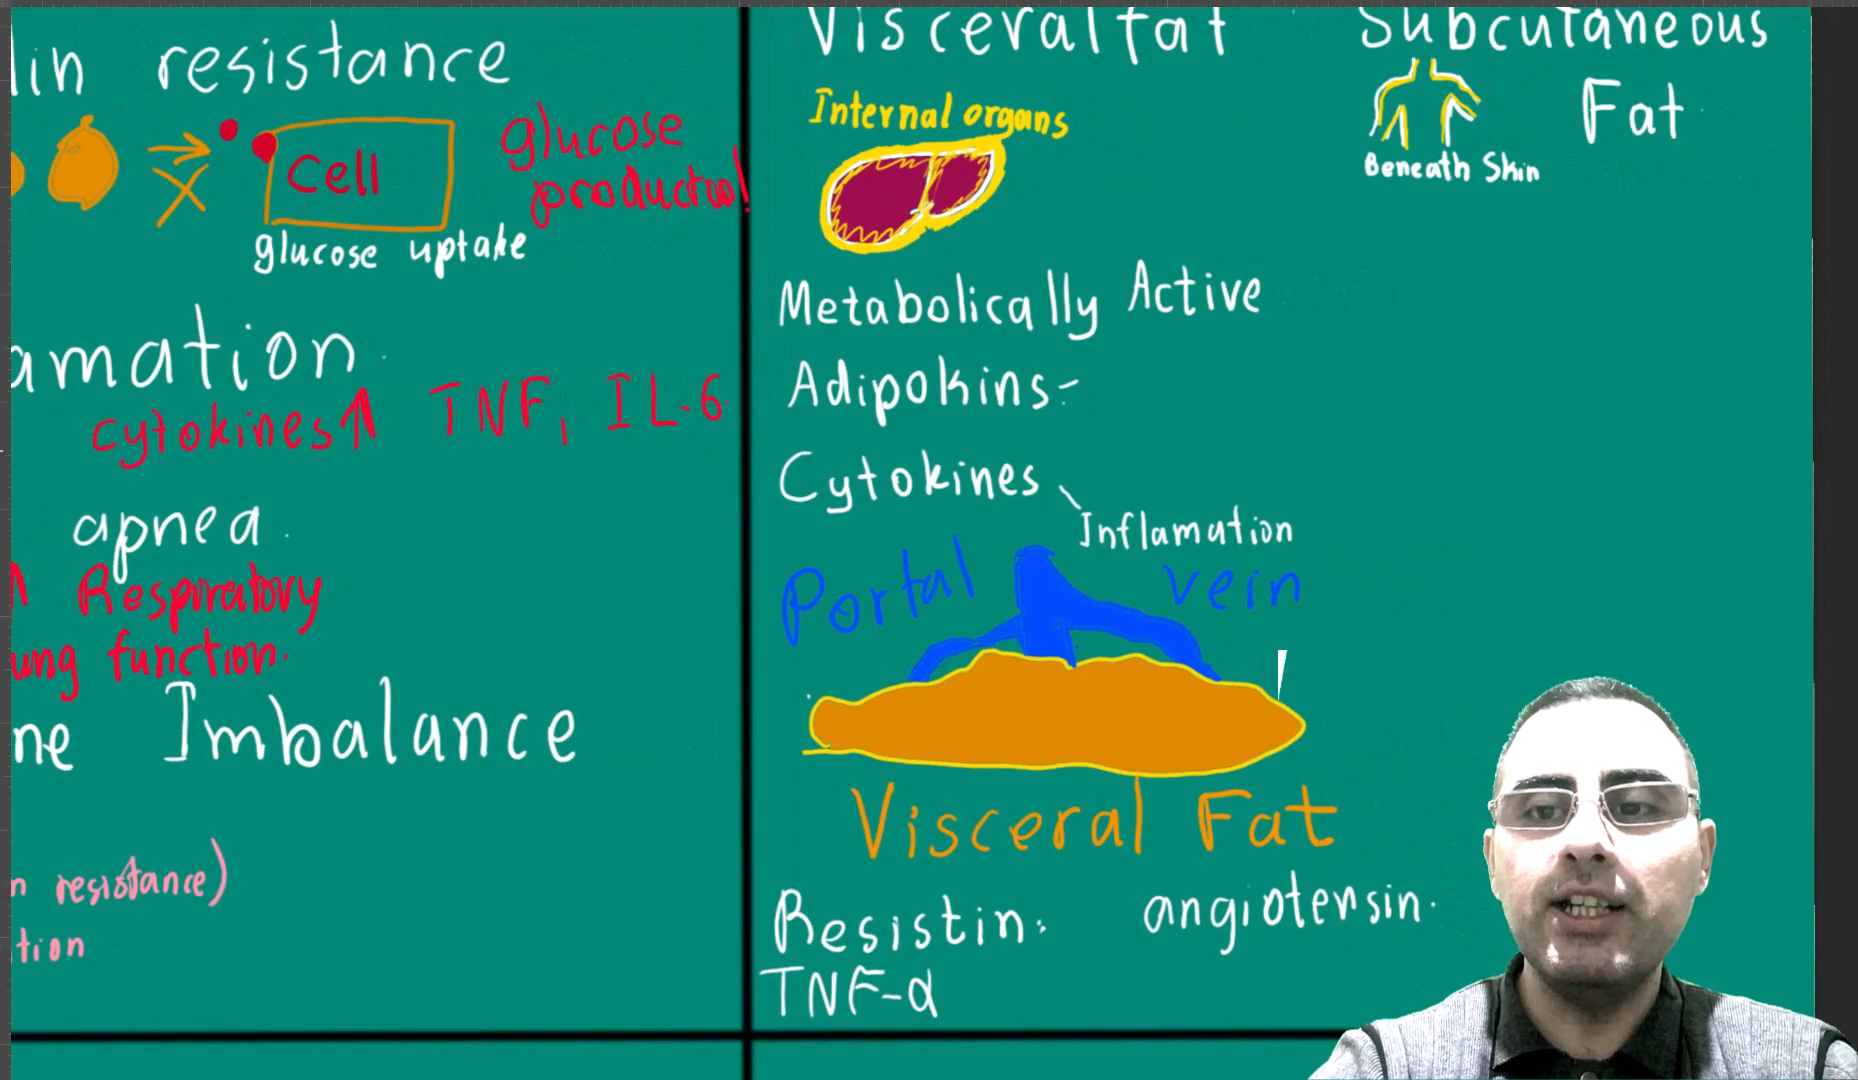 lin resistance
Cell
glucose
production
glucose uptake
amation
cytokines↑ TNF, IL-6
apnea
Respiratory
ung function.
ne Imbalance
n resistance)
tion
Visceral fat
Internal organs
Metabolically Active
Adipokins-
Cytokines
Inflamation
Portal vein
Visceral Fat
Resistin: angiotensin.
TNF-α
Subcutaneous
Fat
Beneath Skin